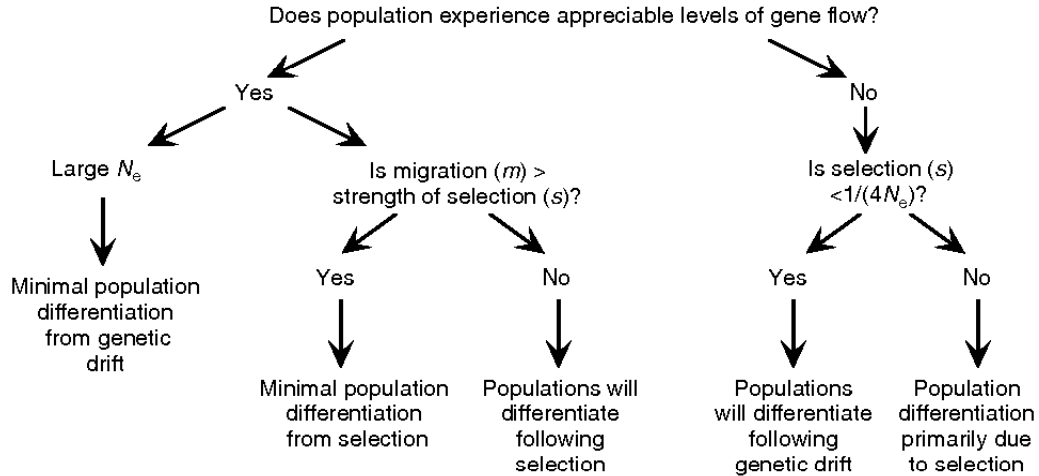 Does population experience appreciable levels of gene flow?
Yes
No
Large Ne
Is migration (m) >
strength of selection (s)?
Is selection (s)
<1/(4Ne)?
Minimal population
differentiation
from genetic
drift
Yes
No
Yes
No
Minimal population
differentiation
from selection
Populations will
differentiate
following
selection
Populations
will differentiate
following
genetic drift
Population
differentiation
primarily due
to selection